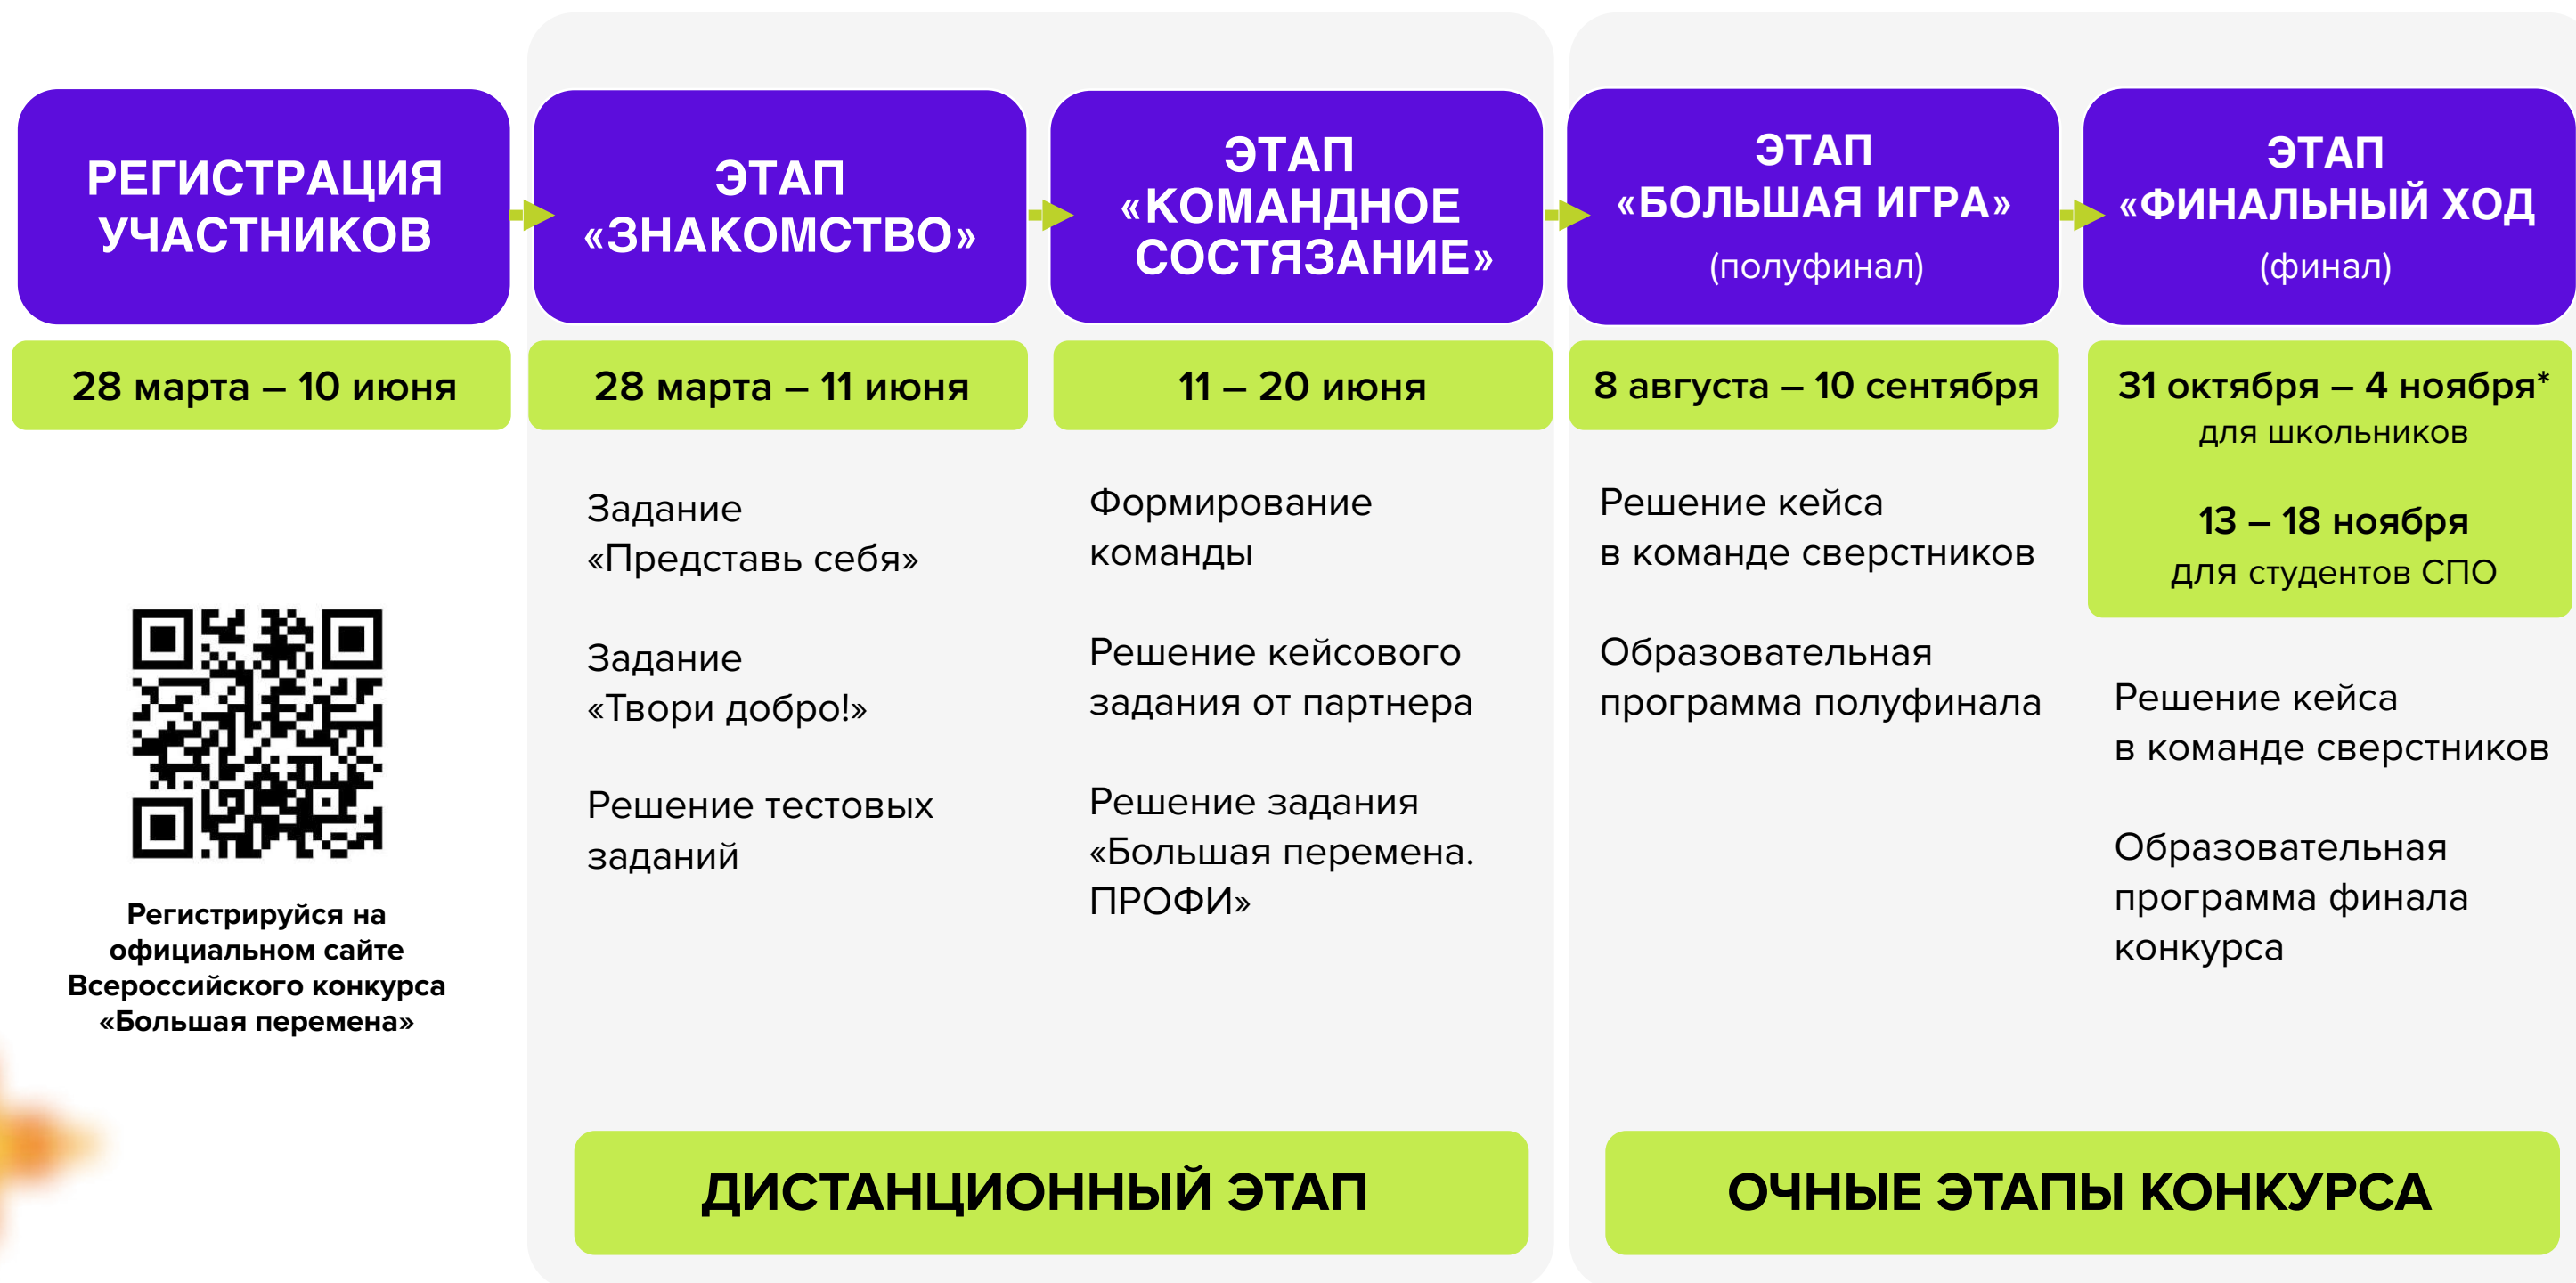 РЕГИСТРАЦИЯ
УЧАСТНИКОВ
28 марта – 10 июня
Регистрируйся на
официальном сайте
Всероссийского конкурса
«Большая перемена»
ЭТАП
«ЗНАКОМСТВО»
28 марта – 11 июня
Задание
«Представь себя»
Задание
«Твори добро!»
Решение тестовых
заданий
ЭТАП
«КОМАНДНОЕ
СОСТЯЗАНИЕ»
11 – 20 июня
Формирование
команды
Решение кейсового
задания от партнера
Решение задания
«Большая перемена.
ПРОФИ»
ДИСТАНЦИОННЫЙ ЭТАП
ЭТАП
«БОЛЬШАЯ ИГРА»
(полуфинал)
8 августа – 10 сентября
Решение кейса
в команде сверстников
Образовательная
программа полуфинала
ЭТАП
«ФИНАЛЬНЫЙ ХОД
(финал)
31 октября – 4 ноября*
для школьников
13 – 18 ноября
для студентов СПО
Решение кейса
в команде сверстников
Образовательная
программа финала
конкурса
ОЧНЫЕ ЭТАПЫ КОНКУРСА